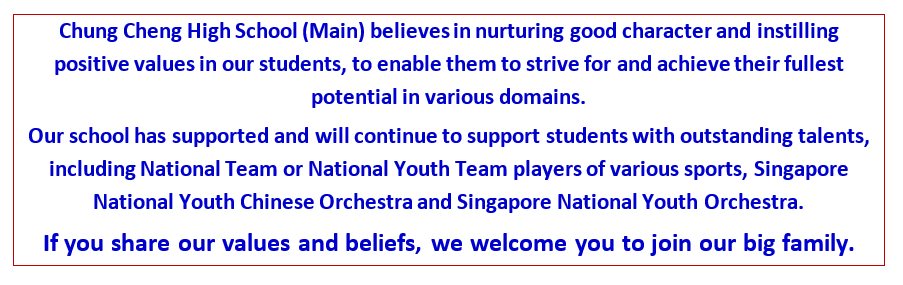 Chung Cheng High School (Main) believes in nurturing good character and instilling
positive values in our students, to enable them to strive for and achieve their fullest
potential in various domains.
Our school has supported and will continue to support students with outstanding talents,
including National Team or National Youth Team players of various sports, Singapore
National Youth Chinese Orchestra and Singapore National Youth Orchestra.
If you share our values and beliefs, we welcome you to join our big family.